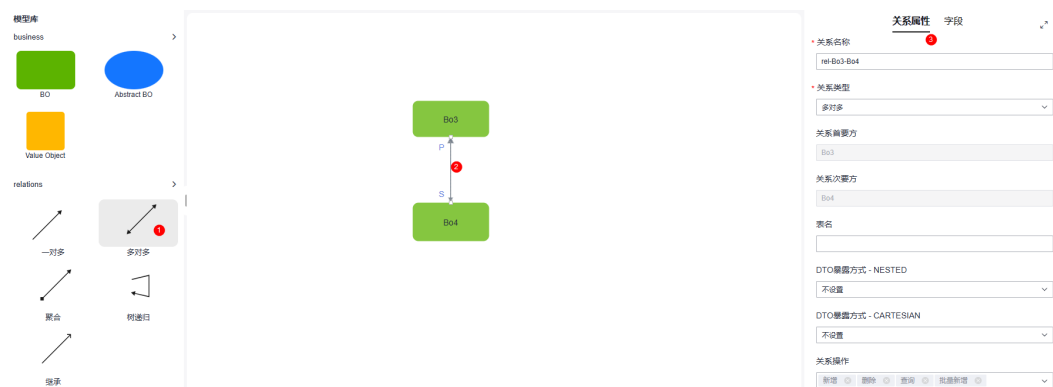 模型库
business
BO
Abstract BO
Value Object
relations
一对多
多对多
1
聚合
树递归
继承
Bo3
P
2
S
Bo4
关系属性 字段
3
* 关系名称
rel-Bo3-Bo4
* 关系类型
多对多
关系首要方
Bo3
关系次要方
Bo4
表名
DTO暴露方式 - NESTED
不设置
DTO暴露方式 - CARTESIAN
不设置
关系操作
新增 删除 查询 批量新增